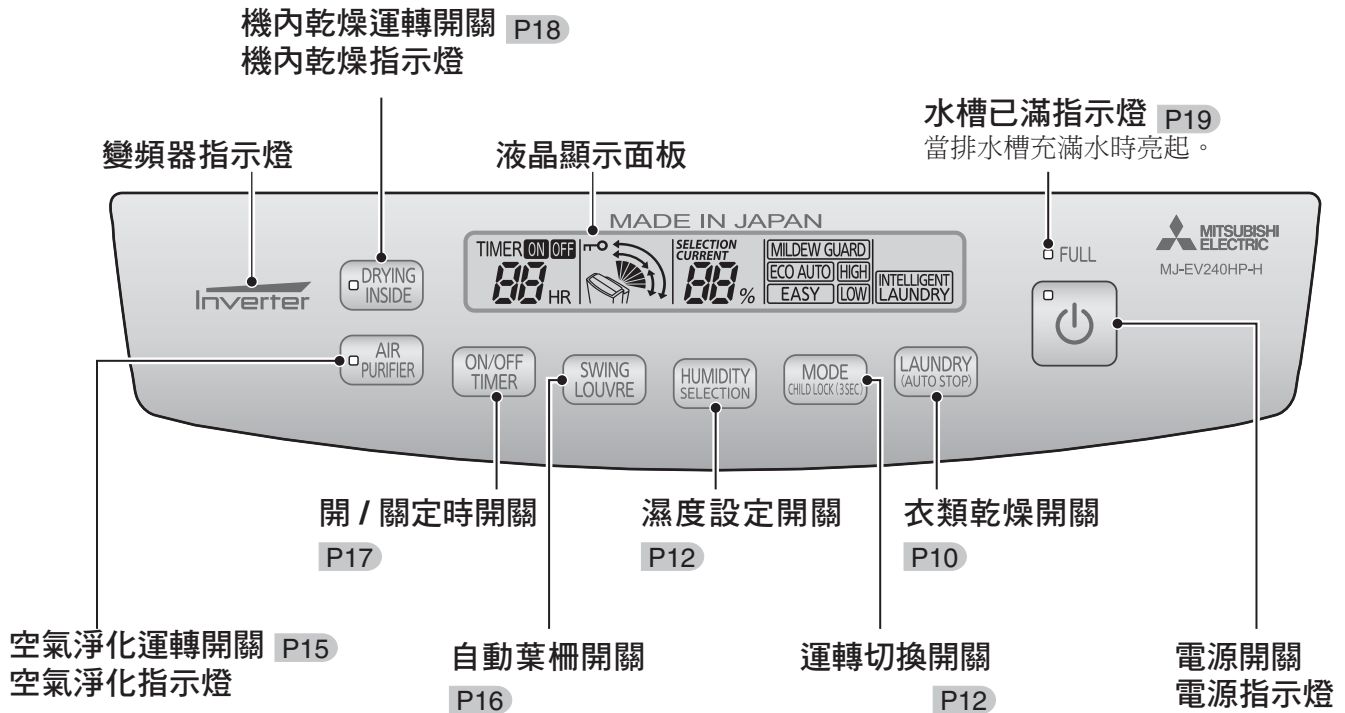 機內乾燥運轉開關 P18
機內乾燥指示燈
水槽已滿指示燈 P19
當排水槽充滿水時亮起。
變頻器指示燈
液晶顯示面板
MADE IN JAPAN
Inverter
DRYING
INSIDE
TIMER ON OFF
88 HR
SELECTION
CURRENT
88 %
MILDEW GUARD
ECO AUTO HIGH
EASY LOW
INTELLIGENT
LAUNDRY
FULL
MITSUBISHI
ELECTRIC
MJ-EV240HP-H
AIR
PURIFIER
ON/OFF
TIMER
SWING
LOUVRE
HUMIDITY
SELECTION
MODE
CHILD LOCK (3SEC)
LAUNDRY
(AUTO STOP)
開 / 關定時開關
P17
濕度設定開關
P12
衣類乾燥開關
P10
空氣淨化運轉開關 P15
空氣淨化指示燈
自動葉柵開關
P16
運轉切換開關
P12
電源開關
電源指示燈